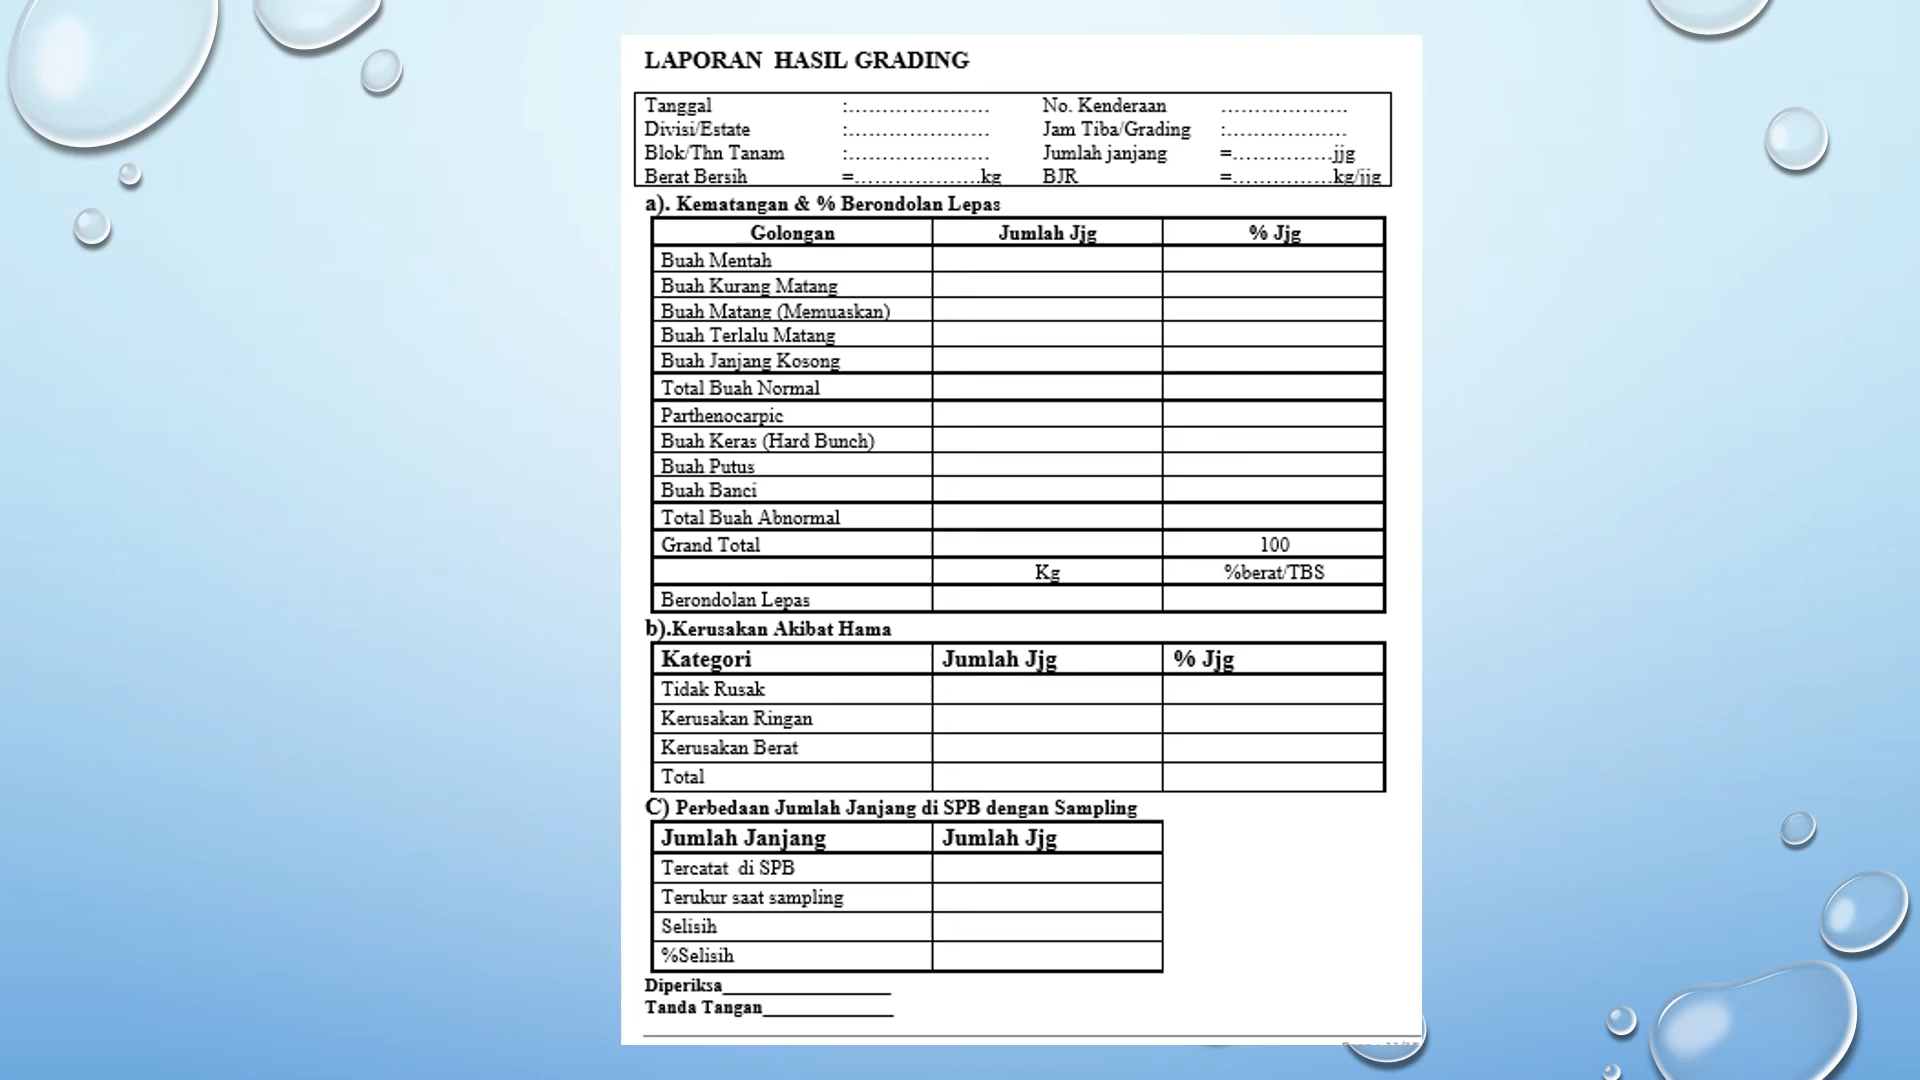 LAPORAN HASIL GRADING
Tanggal :..................... No. Kenderaan ...................
Divisi/Estate :..................... Jam Tiba/Grading :..................
Blok/Thn Tanam :..................... Jumlah janjang =...............jjg
Berat Bersih =...................kg BJR =...............kg/jjg
a). Kematangan & % Berondolan Lepas
Golongan Jumlah Jjg % Jjg
Buah Mentah
Buah Kurang Matang
Buah Matang (Memuaskan)
Buah Terlalu Matang
Buah Janjang Kosong
Total Buah Normal
Parthenocarpic
Buah Keras (Hard Bunch)
Buah Putus
Buah Banci
Total Buah Abnormal
Grand Total 100
Kg %berat/TBS
Berondolan Lepas
b).Kerusakan Akibat Hama
Kategori Jumlah Jjg % Jjg
Tidak Rusak
Kerusakan Ringan
Kerusakan Berat
Total
C) Perbedaan Jumlah Janjang di SPB dengan Sampling
Jumlah Janjang Jumlah Jjg
Tercatat di SPB
Terukur saat sampling
Selisih
%Selisih
Diperiksa_________________
Tanda Tangan_____________